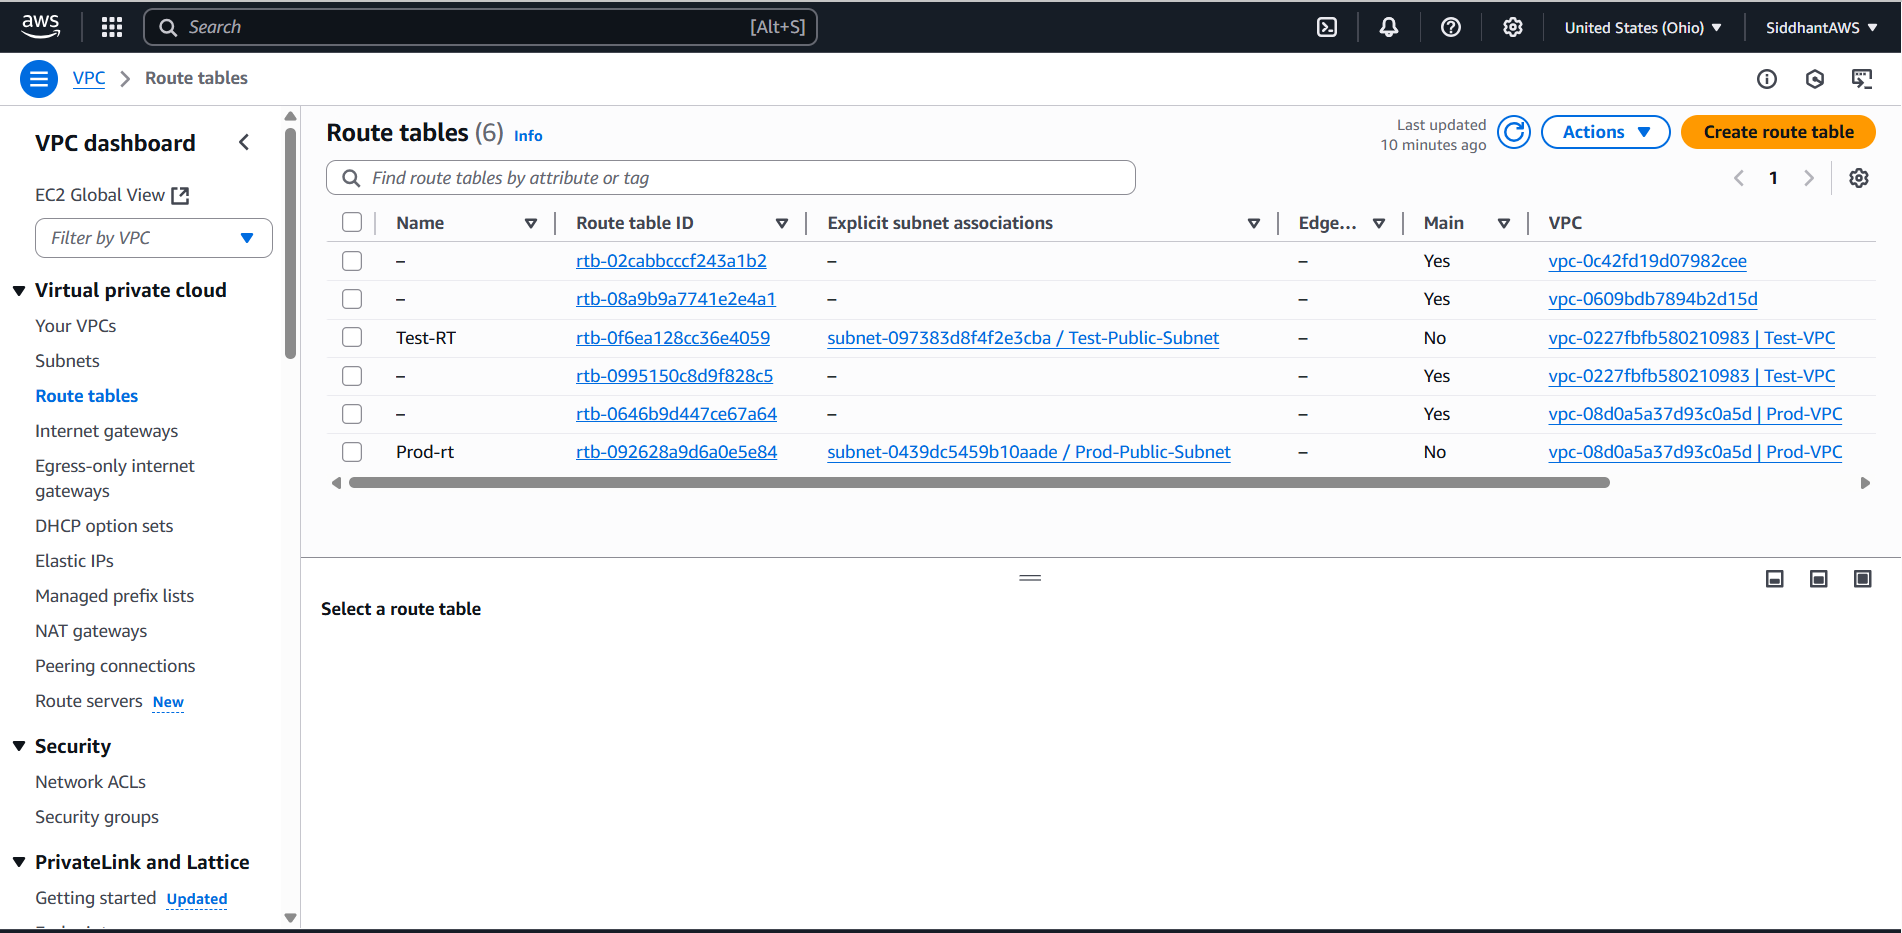 aws
Search [Alt+S]
United States (Ohio)
SiddhantAWS
VPC
Route tables
VPC dashboard
EC2 Global View
Filter by VPC
Virtual private cloud
Your VPCs
Subnets
Route tables
Internet gateways
Egress-only internet
gateways
DHCP option sets
Elastic IPs
Managed prefix lists
NAT gateways
Peering connections
Route servers New
Security
Network ACLs
Security groups
PrivateLink and Lattice
Getting started Updated
Route tables (6) Info
Last updated
10 minutes ago
Actions
Create route table
Find route tables by attribute or tag
1
Name Route table ID Explicit subnet associations Edge... Main VPC
– rtb-02cabbcccf243a1b2 – – Yes vpc-0c42fd19d07982cee
– rtb-08a9b9a7741e2e4a1 – – Yes vpc-0609bdb7894b2d15d
Test-RT rtb-0f6ea128cc36e4059 subnet-097383d8f4f2e3cba / Test-Public-Subnet – No vpc-0227fbfb580210983 | Test-VPC
– rtb-0995150c8d9f828c5 – – Yes vpc-0227fbfb580210983 | Test-VPC
– rtb-0646b9d447ce67a64 – – Yes vpc-08d0a5a37d93c0a5d | Prod-VPC
Prod-rt rtb-092628a9d6a0e5e84 subnet-0439dc5459b10aade / Prod-Public-Subnet – No vpc-08d0a5a37d93c0a5d | Prod-VPC
Select a route table